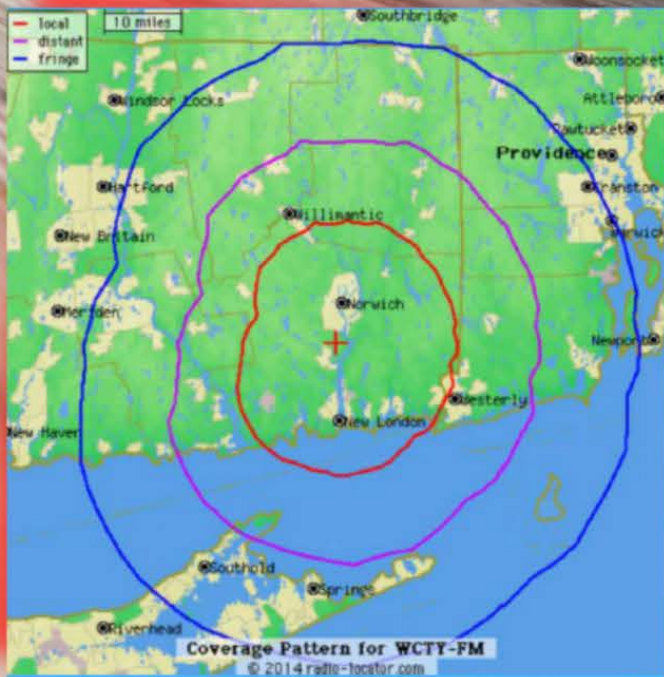 local
distant
fringe
10 miles
Southbridge
Woonsocket
Windsor Locks
Attleboro
Pawtucket
Providence
Hartford
Cranston
Willimantic
Warwick
New Britain
Norwich
Meriden
Newport
Westerly
New London
New Haven
Southold
Springs
Riverhead
Coverage Pattern for WCTY-FM
© 2014 radio-locator.com